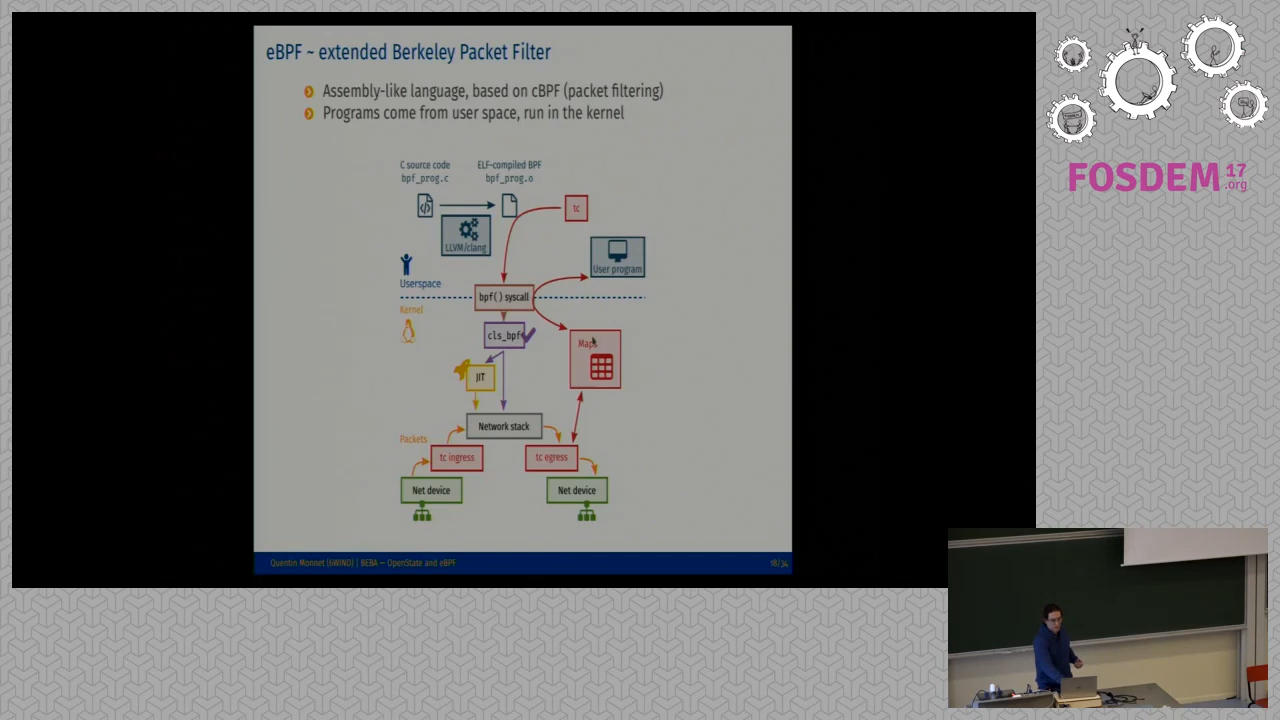 eBPF ~ extended Berkeley Packet Filter
Assembly-like language, based on cBPF (packet filtering)
Programs come from user space, run in the kernel
C source code
bpf_prog.c
ELF-compiled BPF
bpf_prog.o
tc
LLVM/clang
User program
Userspace
bpf() syscall
Kernel
cls_bpf
Maps
JIT
Network stack
Packets
tc ingress
tc egress
Net device
Net device
Quentin Monnet (6WIND) | BEBA — OpenState and eBPF
18/34
FOSDEM 17
.org